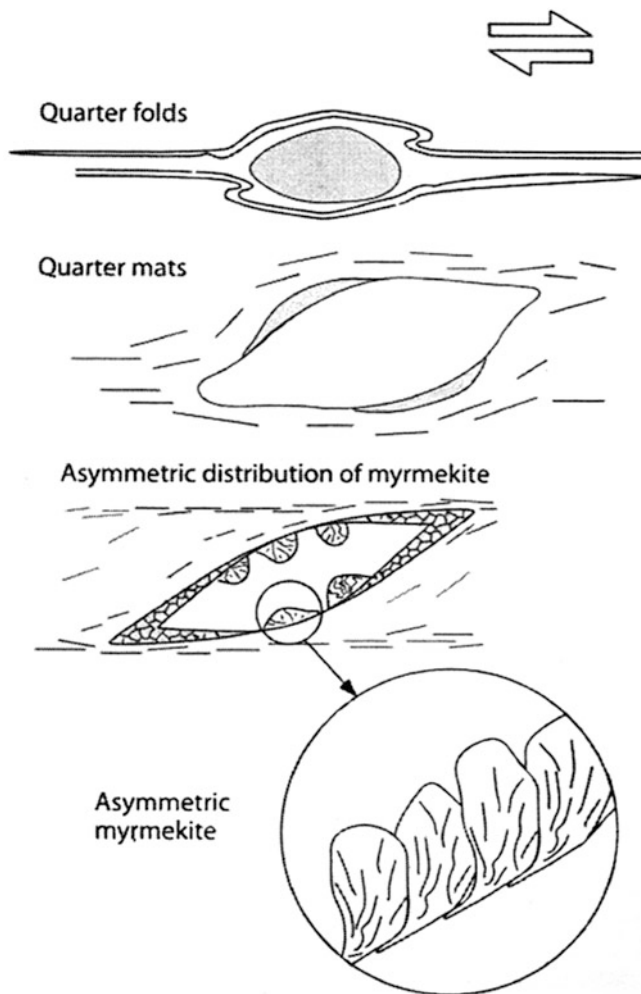 Quarter folds
Quarter mats
Asymmetric distribution of myrmekite
Asymmetric
myrmekite